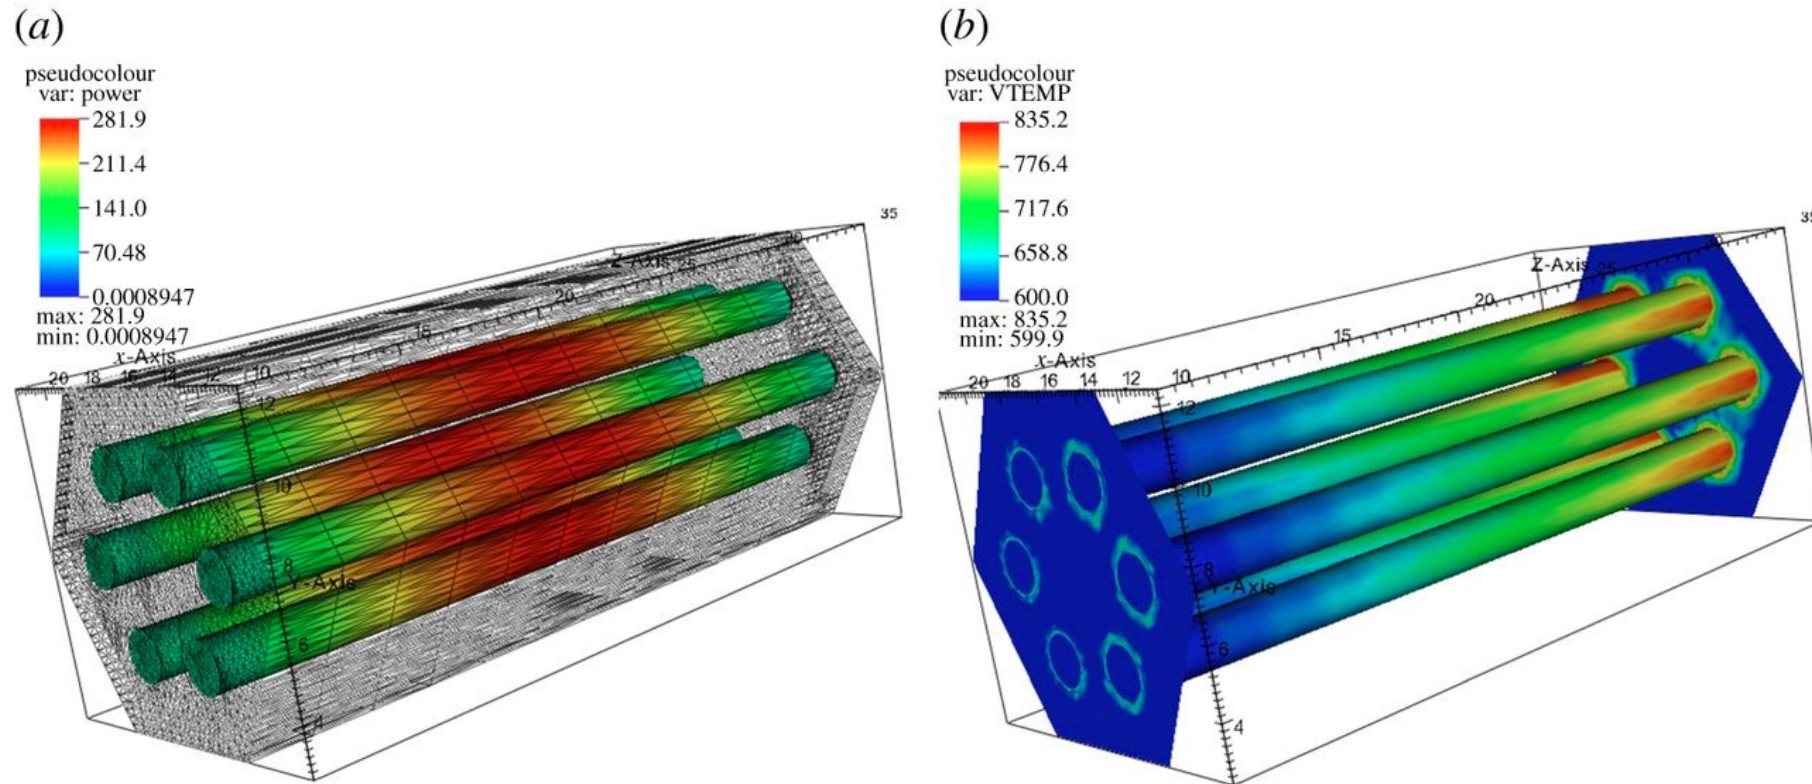 (a)
pseudocolour
var: power
281.9
211.4
141.0
70.48
0.0008947
max: 281.9
min: 0.0008947
x-Axis
20 18 16 12
10
15
20
Z-Axis 25
35
12
10
8
Y-Axis
6
4
(b)
pseudocolour
var: VTEMP
835.2
776.4
717.6
658.8
600.0
max: 835.2
min: 599.9
x-Axis
20 18 16 14 12
10
15
20
Z-Axis 25
35
12
10
8
Y-Axis
6
4